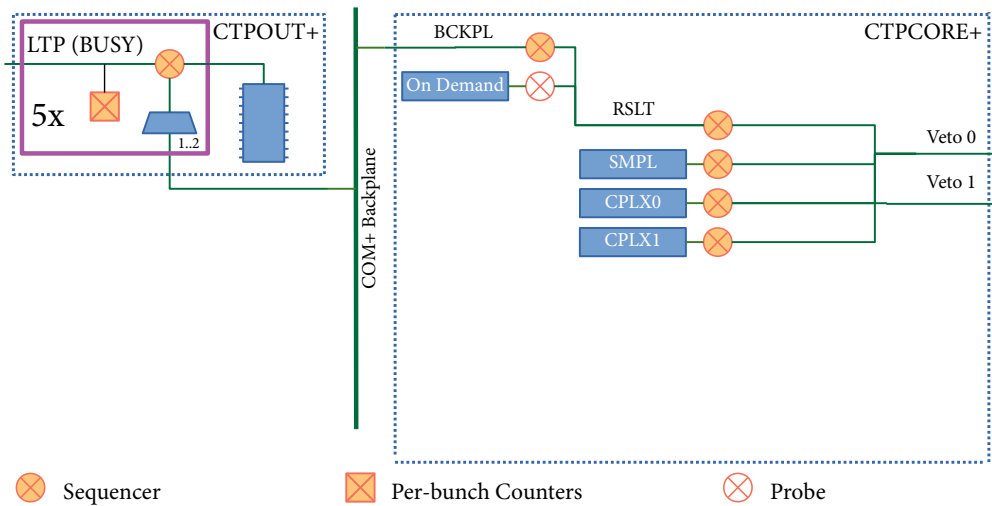 CTPOUT+
LTP (BUSY)
5x
1..2
COM+ Backplane
CTPCORE+
BCKPL
On Demand
RSLT
SMPL
CPLX0
CPLX1
Veto 0
Veto 1
Sequencer
Per-bunch Counters
Probe